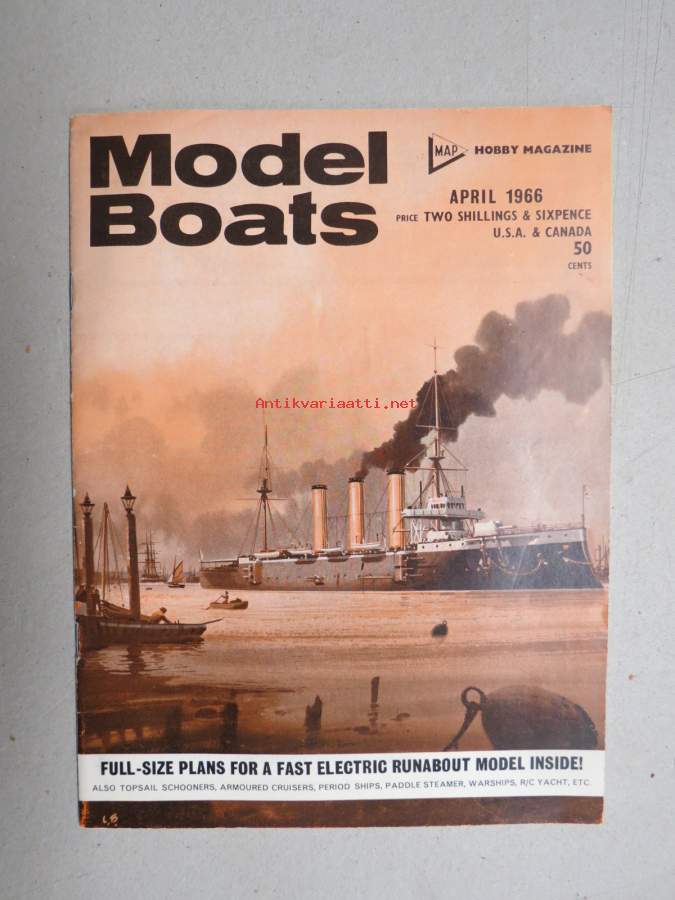 Model
Boats
MAP HOBBY MAGAZINE
APRIL 1966
PRICE TWO SHILLINGS & SIXPENCE
U.S.A. & CANADA
50
CENTS
Antikvariaatti.net
FULL-SIZE PLANS FOR A FAST ELECTRIC RUNABOUT MODEL INSIDE!
ALSO TOPSAIL SCHOONERS, ARMOURED CRUISERS, PERIOD SHIPS, PADDLE STEAMER, WARSHIPS, R/C YACHT, ETC.